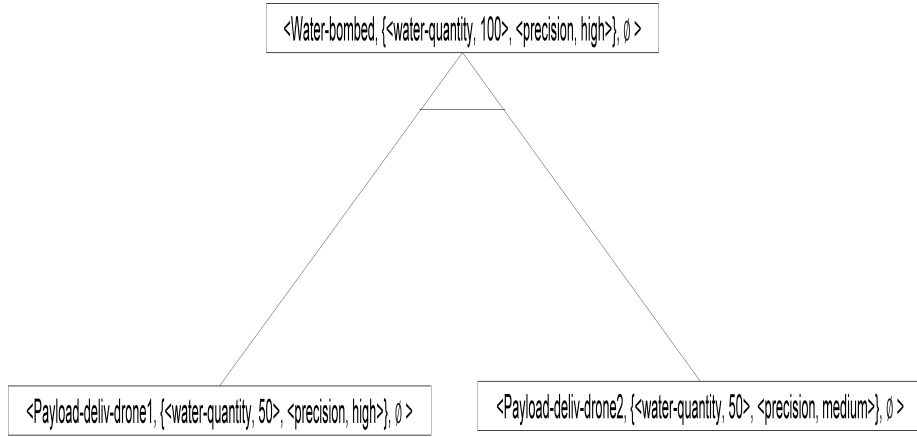 <Water-bombed, {<water-quantity, 100>, <precision, high>}, ∅ >
<Payload-deliv-drone1, {<water-quantity, 50>, <precision, high>}, ∅ >
<Payload-deliv-drone2, {<water-quantity, 50>, <precision, medium>}, ∅ >